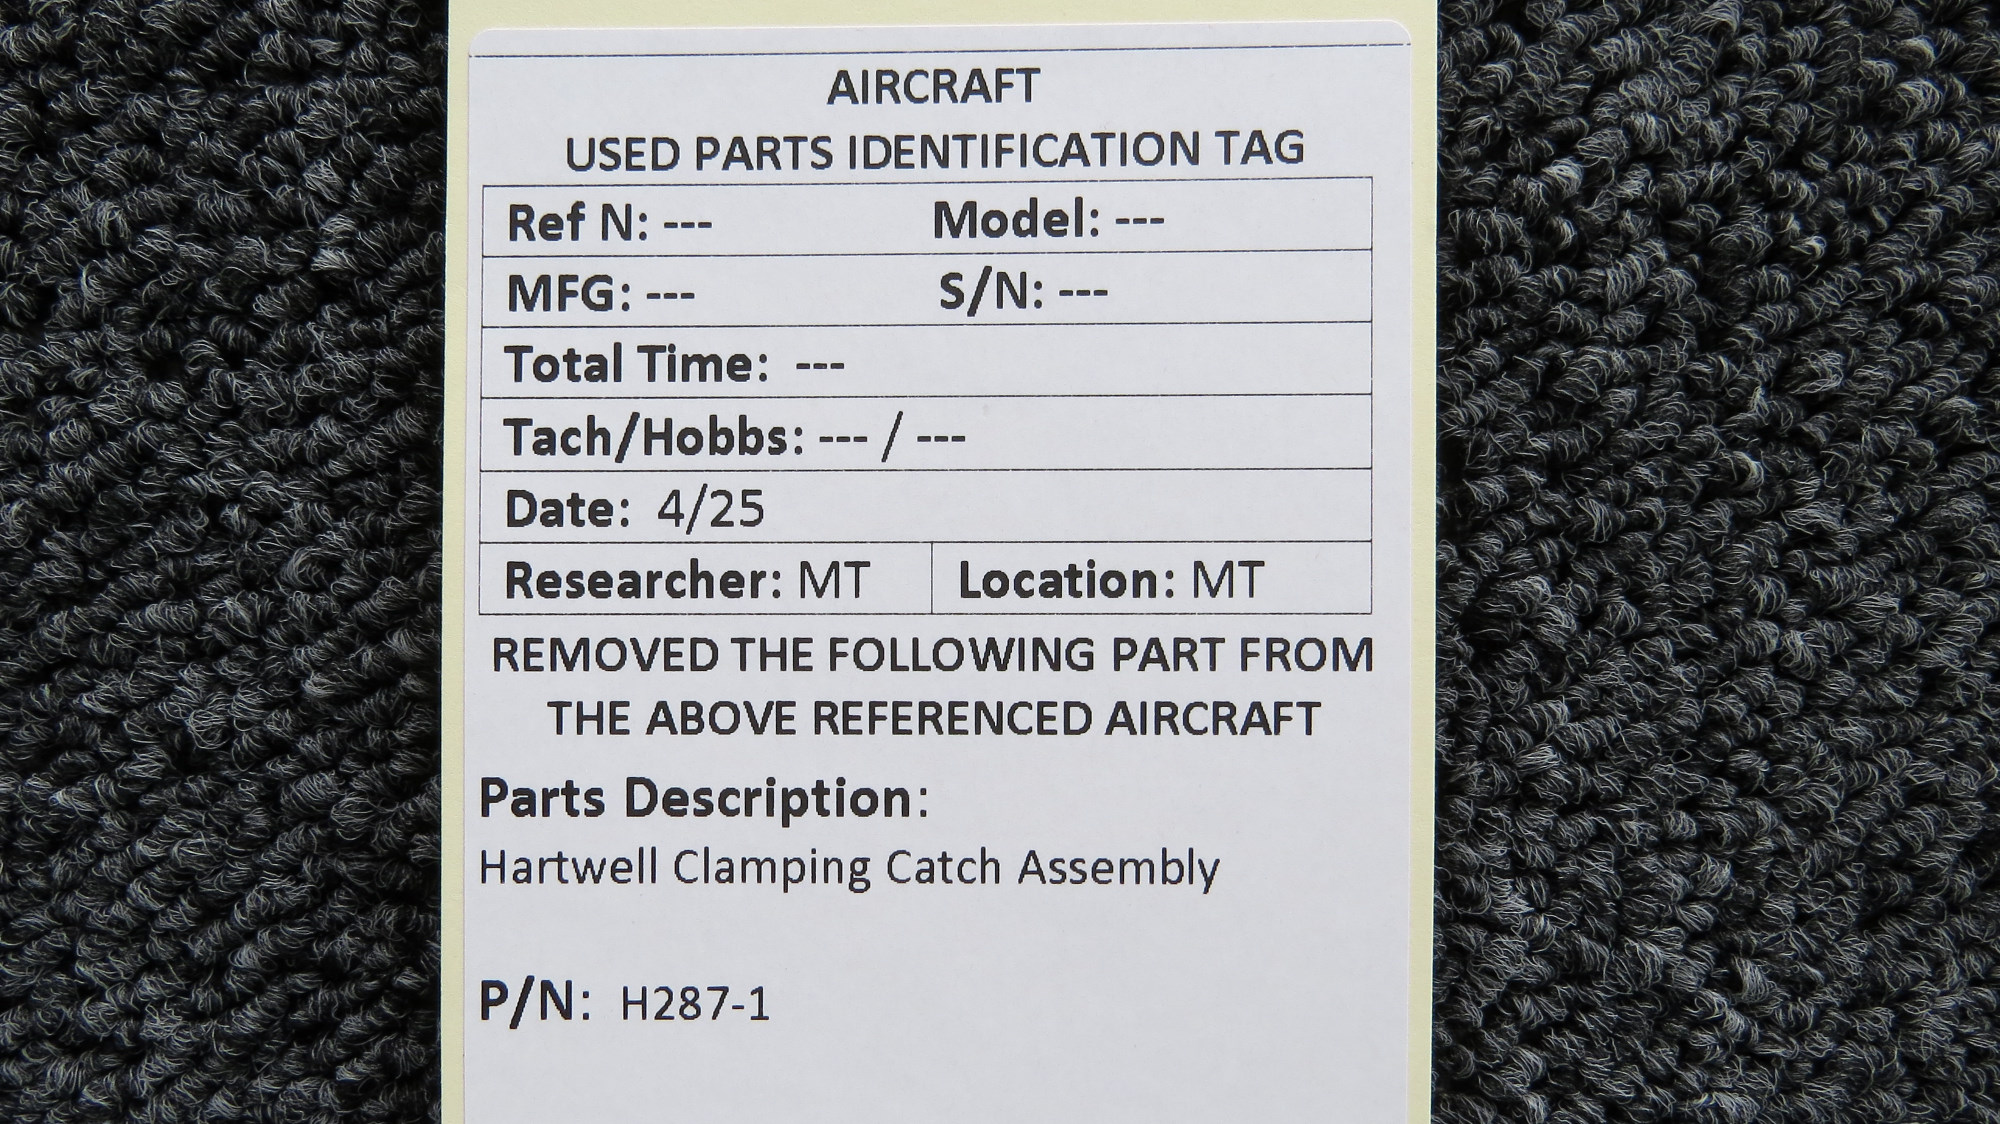 AIRCRAFT
USED PARTS IDENTIFICATION TAG
Ref N: --- Model: ---
MFG: --- S/N: ---
Total Time: ---
Tach/Hobbs: --- / ---
Date: 4/25
Researcher: MT Location: MT
REMOVED THE FOLLOWING PART FROM
THE ABOVE REFERENCED AIRCRAFT
Parts Description:
Hartwell Clamping Catch Assembly
P/N: H287-1